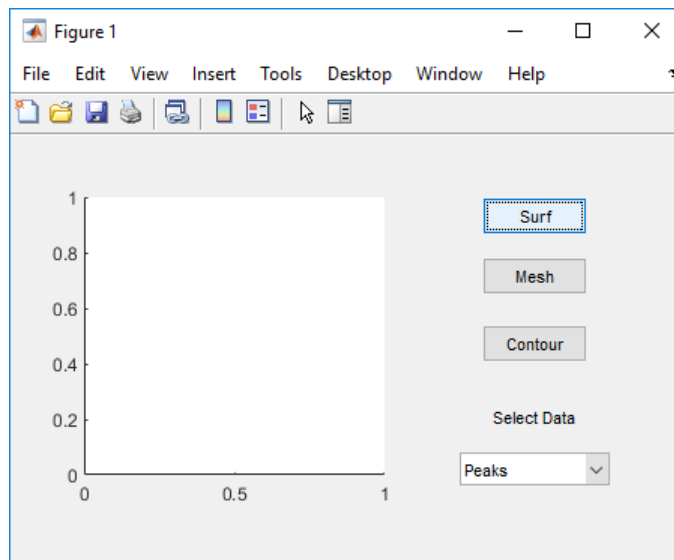 Figure 1
File Edit View Insert Tools Desktop Window Help
1
0.8
0.6
0.4
0.2
0
0 0.5 1
Surf
Mesh
Contour
Select Data
Peaks